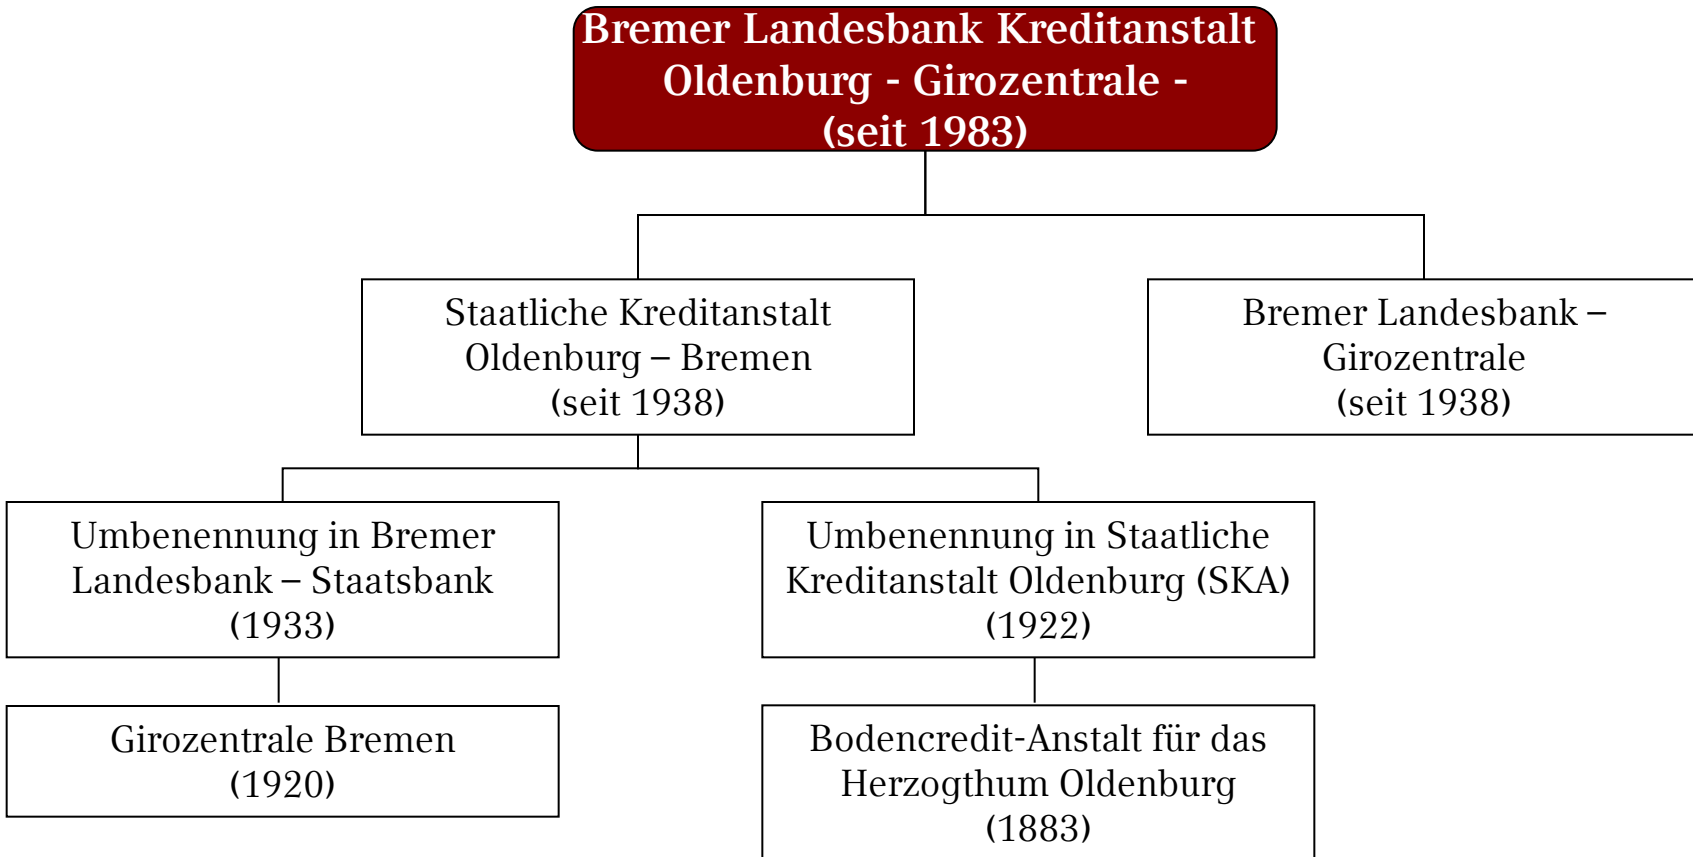 Bremer Landesbank Kreditanstalt
Oldenburg - Girozentrale -
(seit 1983)
Staatliche Kreditanstalt
Oldenburg – Bremen
(seit 1938)
Bremer Landesbank –
Girozentrale
(seit 1938)
Umbenennung in Bremer
Landesbank – Staatsbank
(1933)
Umbenennung in Staatliche
Kreditanstalt Oldenburg (SKA)
(1922)
Girozentrale Bremen
(1920)
Bodencredit-Anstalt für das
Herzogthum Oldenburg
(1883)